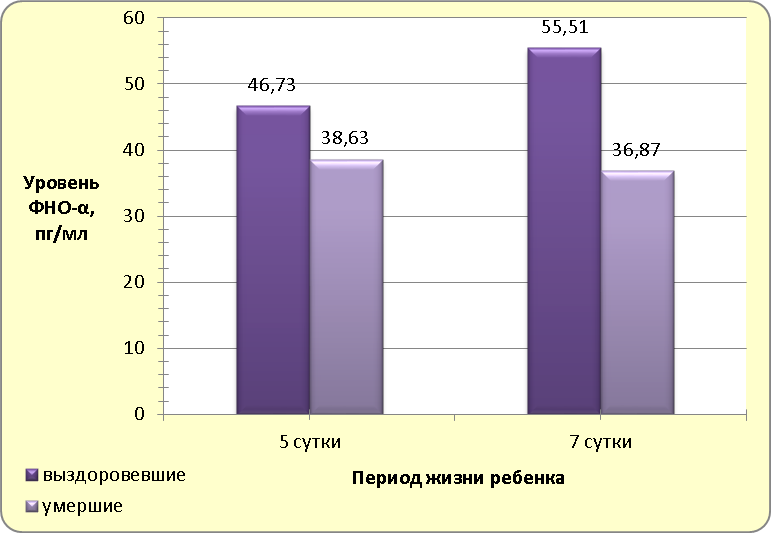 60
50
40
30
20
10
0
Уровень
ФНО-α,
пг/мл
46,73
38,63
55,51
36,87
5 сутки
7 сутки
Период жизни ребенка
выздоровевшие
умершие